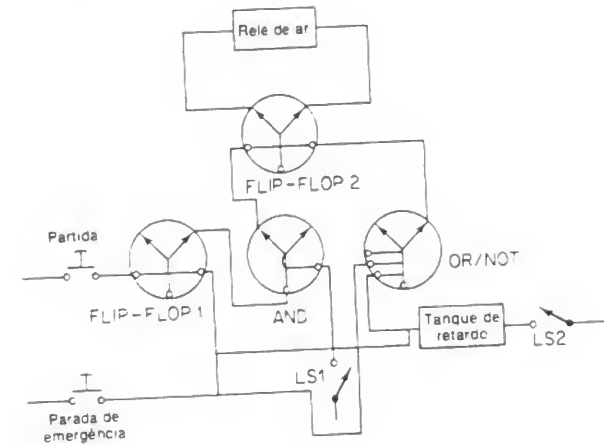 Relé de ar
FLIP-FLOP 2
Partida
OR/NOT
FLIP-FLOP 1
AND
Tanque de
retardo
LS2
LS1
Parada de
emergência